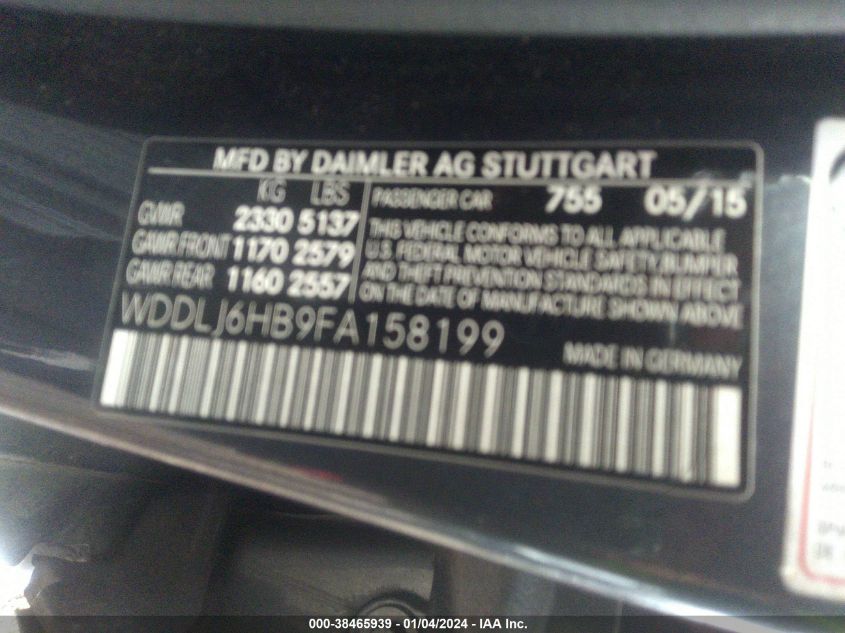 MFD BY DAIMLER AG STUTTGART
KG LBS
GVWR 2330 5137
GAWR FRONT 1170 2579
GAWR REAR 1160 2557
PASSENGER CAR 755 05/15
THIS VEHICLE CONFORMS TO ALL APPLICABLE
U.S. FEDERAL MOTOR VEHICLE SAFETY,BUMPER
AND THEFT PREVENTION STANDARDS IN EFFECT
ON THE DATE OF MANUFACTURE SHOWN ABOVE
WDDLJ6HB9FA158199
MADE IN GERMANY
000-38465939 - 01/04/2024 - IAA Inc.